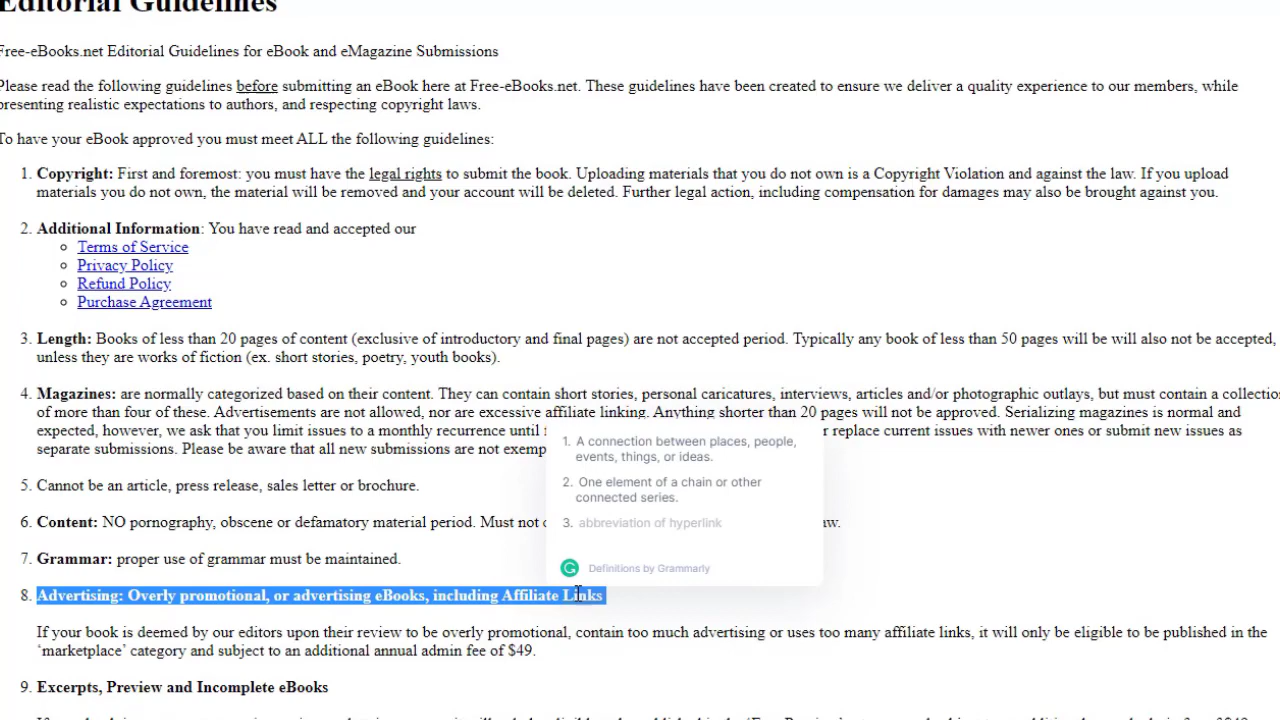 Editorial Guidelines
Free-eBooks.net Editorial Guidelines for eBook and eMagazine Submissions
Please read the following guidelines before submitting an eBook here at Free-eBooks.net. These guidelines have been created to ensure we deliver a quality experience to our members, while
presenting realistic expectations to authors, and respecting copyright laws.
To have your eBook approved you must meet ALL the following guidelines:
1. Copyright: First and foremost: you must have the legal rights to submit the book. Uploading materials that you do not own is a Copyright Violation and against the law. If you upload
materials you do not own, the material will be removed and your account will be deleted. Further legal action, including compensation for damages may also be brought against you.
2. Additional Information: You have read and accepted our
Terms of Service
Privacy Policy
Refund Policy
Purchase Agreement
3. Length: Books of less than 20 pages of content (exclusive of introductory and final pages) are not accepted period. Typically any book of less than 50 pages will be will also not be accepted,
unless they are works of fiction (ex. short stories, poetry, youth books).
4. Magazines: are normally categorized based on their content. They can contain short stories, personal caricatures, interviews, articles and/or photographic outlays, but must contain a collectio
of more than four of these. Advertisements are not allowed, nor are excessive affiliate linking. Anything shorter than 20 pages will not be approved. Serializing magazines is normal and
expected, however, we ask that you limit issues to a monthly recurrence until r replace current issues with newer ones or submit new issues as
separate submissions. Please be aware that all new submissions are not exemp
1. A connection between places, people,
events, things, or ideas.
2. One element of a chain or other
connected series.
3. abbreviation of hyperlink
Definitions by Grammarly
5. Cannot be an article, press release, sales letter or brochure.
6. Content: NO pornography, obscene or defamatory material period. Must not aw.
7. Grammar: proper use of grammar must be maintained.
8. Advertising: Overly promotional, or advertising eBooks, including Affiliate Links
If your book is deemed by our editors upon their review to be overly promotional, contain too much advertising or uses too many affiliate links, it will only be eligible to be published in the
‘marketplace’ category and subject to an additional annual admin fee of $49.
9. Excerpts, Preview and Incomplete eBooks